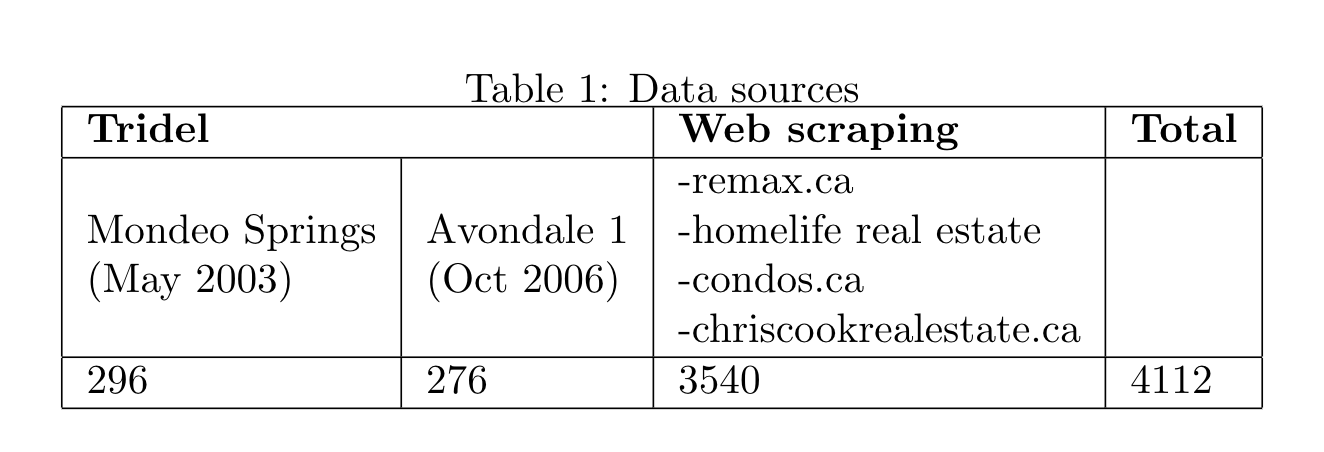 Table 1: Data sources
Tridel Web scraping Total
Mondeo Springs
(May 2003)
Avondale 1
(Oct 2006)
-remax.ca
-homelife real estate
-condos.ca
-chriscookrealestate.ca
296 276 3540 4112